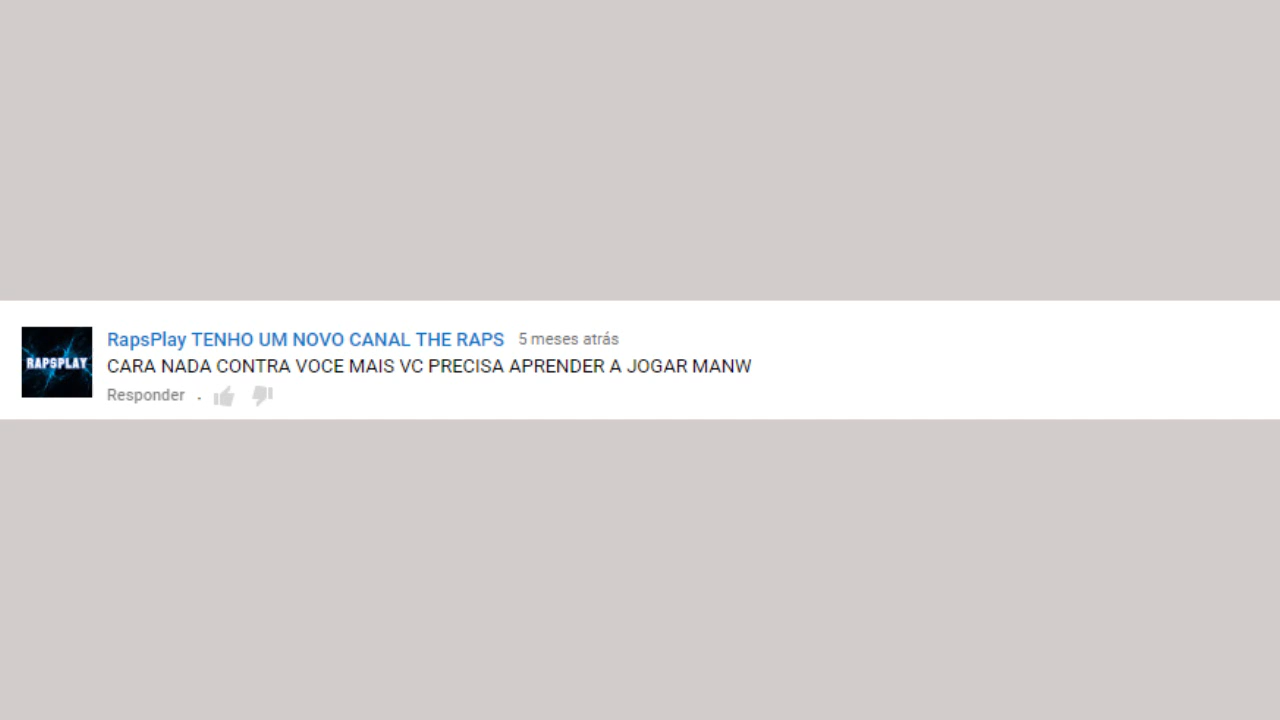 RAPSPLAY
RapsPlay TENHO UM NOVO CANAL THE RAPS 5 meses atrás
CARA NADA CONTRA VOCE MAIS VC PRECISA APRENDER A JOGAR MANW
Responder .